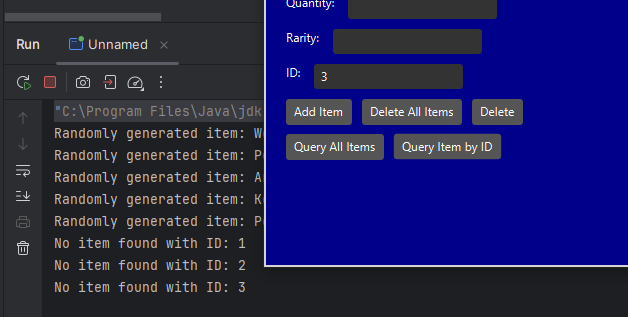 Quantity:
Run
Unnamed
Rarity:
ID: 3
"C:\Program Files\Java\jdk
Add Item
Delete All Items
Delete
Randomly generated item:
Randomly generated item:
Query All Items
Query Item by ID
Randomly generated item:
Randomly generated item:
Randomly generated item:
No item found with ID: 1
No item found with ID: 2
No item found with ID: 3